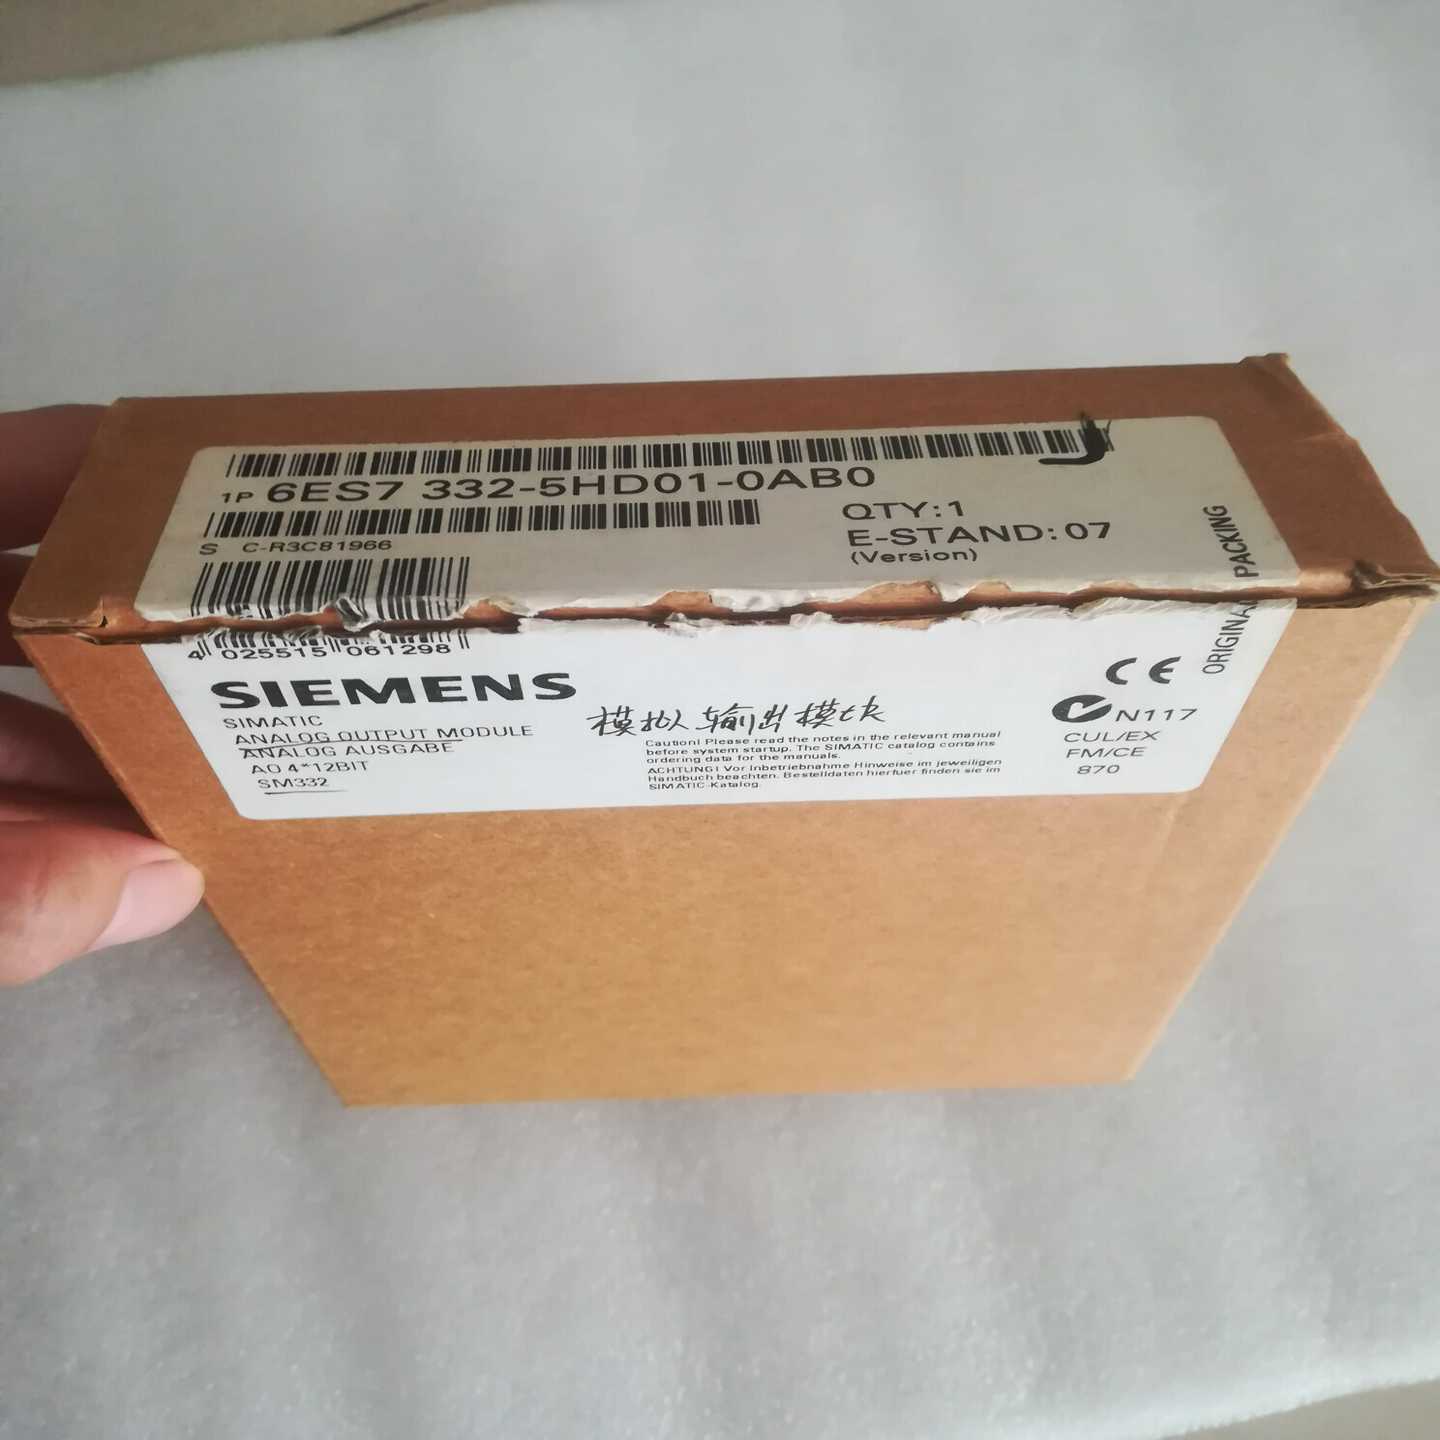 1P 6ES7 332-5HD01-0AB0
S C-R3C81966
QTY:1
E-STAND:07
(Version)
ORIGINAL PACKING
4 025515 061298
SIEMENS
SIMATIC
ANALOG OUTPUT MODULE
ANALOG AUSGABE
AO 4*12BIT
SM332
模拟输出模块
Caution! Please read the notes in the relevant manual
before system startup. The SIMATIC catalog contains
ordering data for the manuals.
ACHTUNG! Vor Inbetriebnahme Hinweise im jeweiligen
Handbuch beachten. Bestelldaten hierfuer finden sie im
SIMATIC-Katalog.
CE
N117
CUL/EX
FM/CE
870